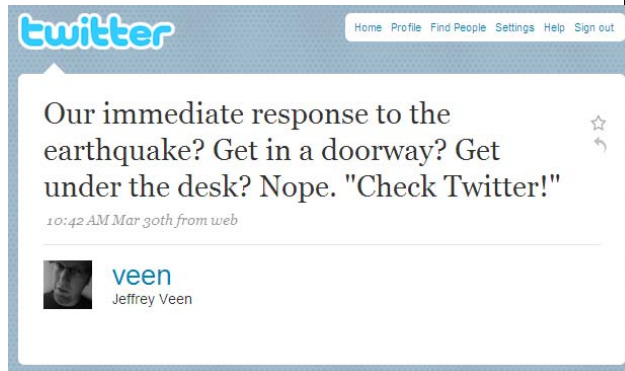 twitter
Home Profile Find People Settings Help Sign out
Our immediate response to the
earthquake? Get in a doorway? Get
under the desk? Nope. "Check Twitter!"
10:42 AM Mar 30th from web
veen
Jeffrey Veen